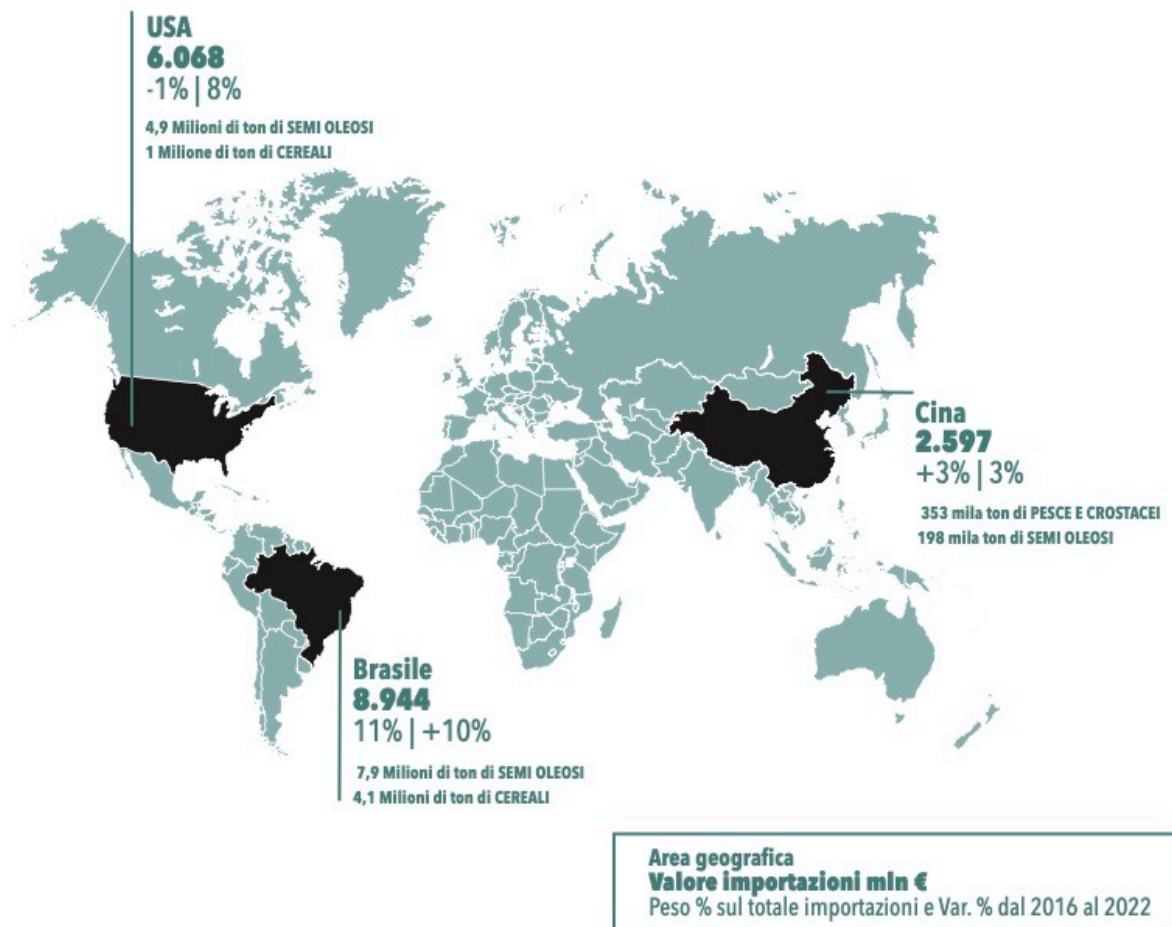 USA
6.068
-1% | 8%
4,9 Milioni di ton di SEMI OLEOSI
1 Milione di ton di CEREALI
Cina
2.597
+3% | 3%
353 mila ton di PESCE E CROSTACEI
198 mila ton di SEMI OLEOSI
Brasile
8.944
11% | +10%
7,9 Milioni di ton di SEMI OLEOSI
4,1 Milioni di ton di CEREALI
Area geografica
Valore importazioni mln €
Peso % sul totale importazioni e Var. % dal 2016 al 2022